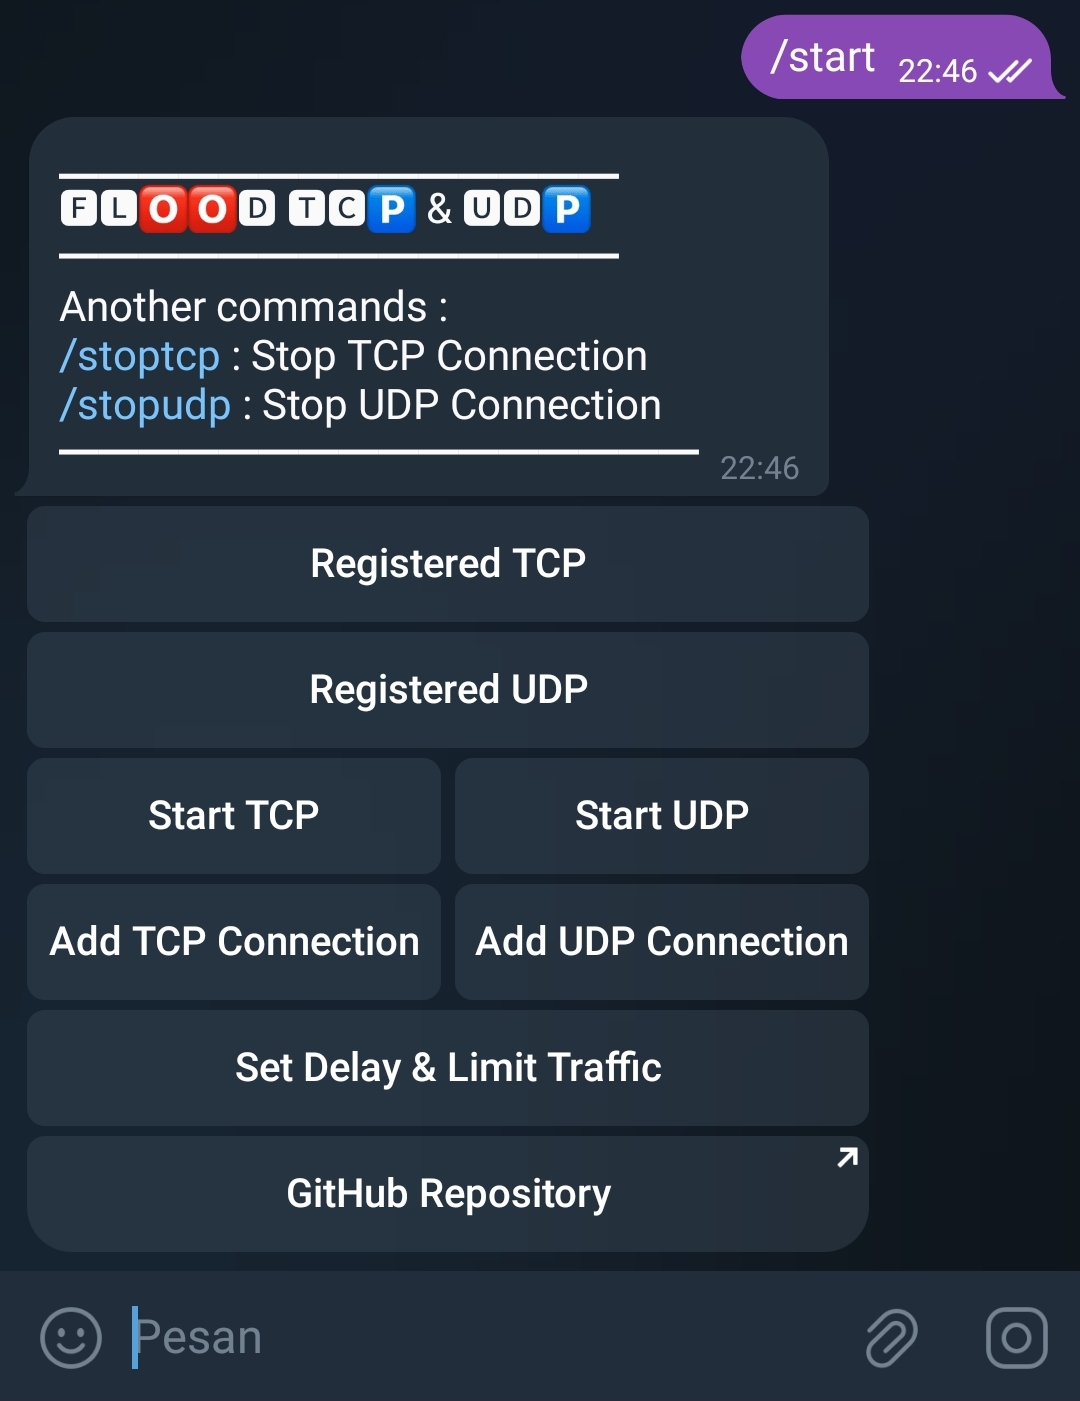 /start 22:46
FLOOD TCP & UDP
Another commands :
/stoptcp : Stop TCP Connection
/stopudp : Stop UDP Connection
22:46
Registered TCP
Registered UDP
Start TCP
Start UDP
Add TCP Connection
Add UDP Connection
Set Delay & Limit Traffic
GitHub Repository
Pesan